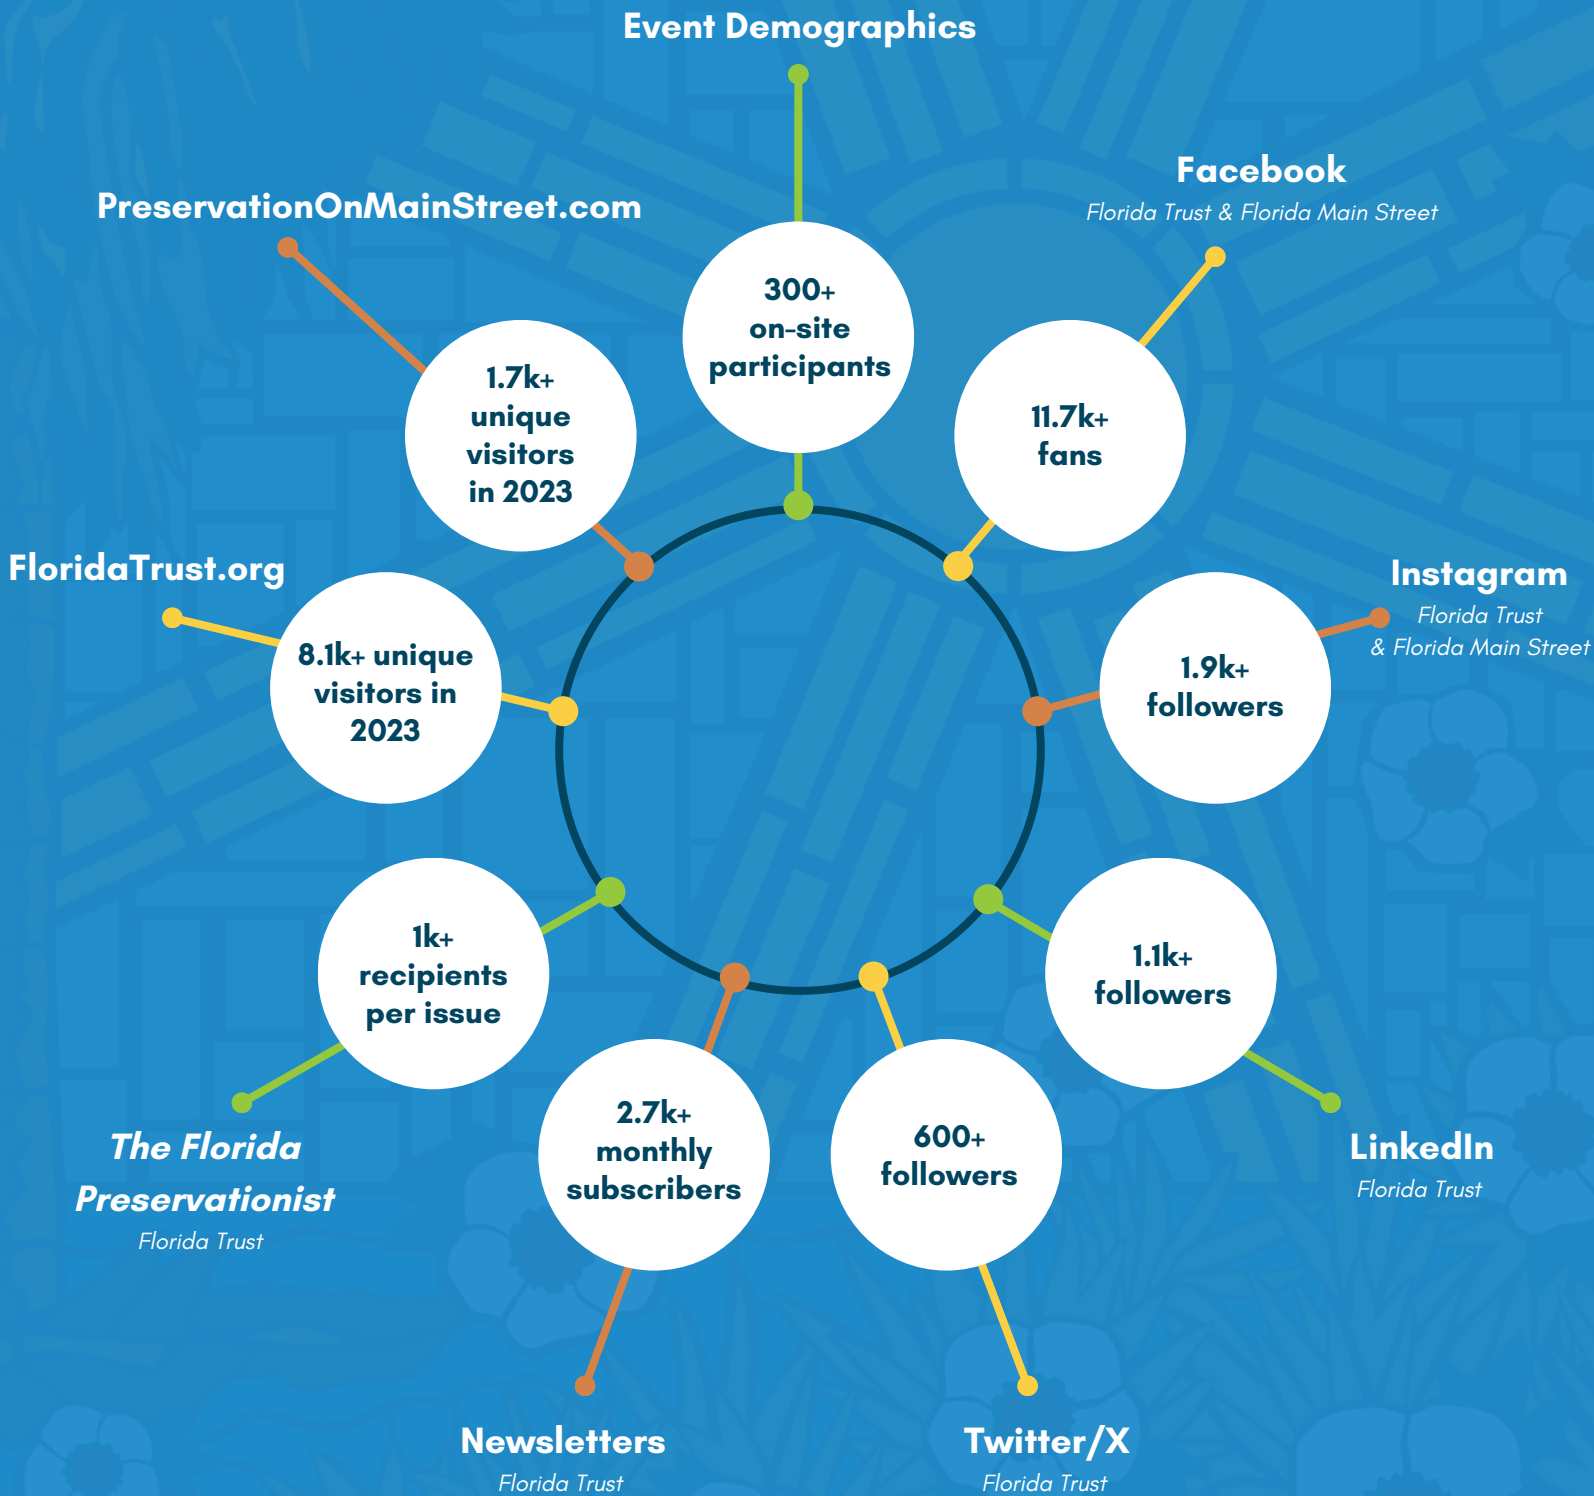 Event Demographics
300+
on-site
participants
Facebook
Florida Trust & Florida Main Street
11.7k+
fans
Instagram
Florida Trust
& Florida Main Street
1.9k+
followers
1.1k+
followers
LinkedIn
Florida Trust
600+
followers
Twitter/X
Florida Trust
2.7k+
monthly
subscribers
Newsletters
Florida Trust
1k+
recipients
per issue
The Florida
Preservationist
Florida Trust
FloridaTrust.org
8.1k+ unique
visitors in
2023
PreservationOnMainStreet.com
1.7k+
unique
visitors
in 2023